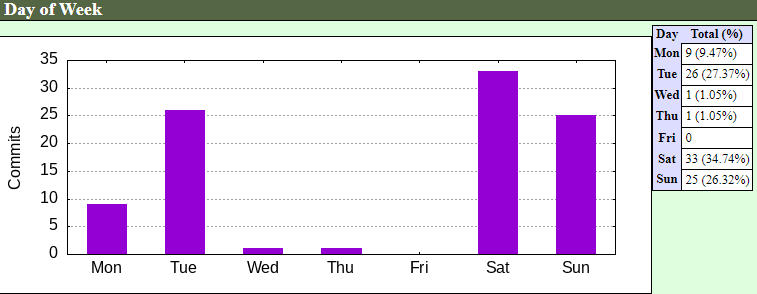 Day of Week
35
30
25
20
15
10
5
0
Commits
Mon Tue Wed Thu Fri Sat Sun
Day Total (%)
Mon 9 (9.47%)
Tue 26 (27.37%)
Wed 1 (1.05%)
Thu 1 (1.05%)
Fri 0
Sat 33 (34.74%)
Sun 25 (26.32%)